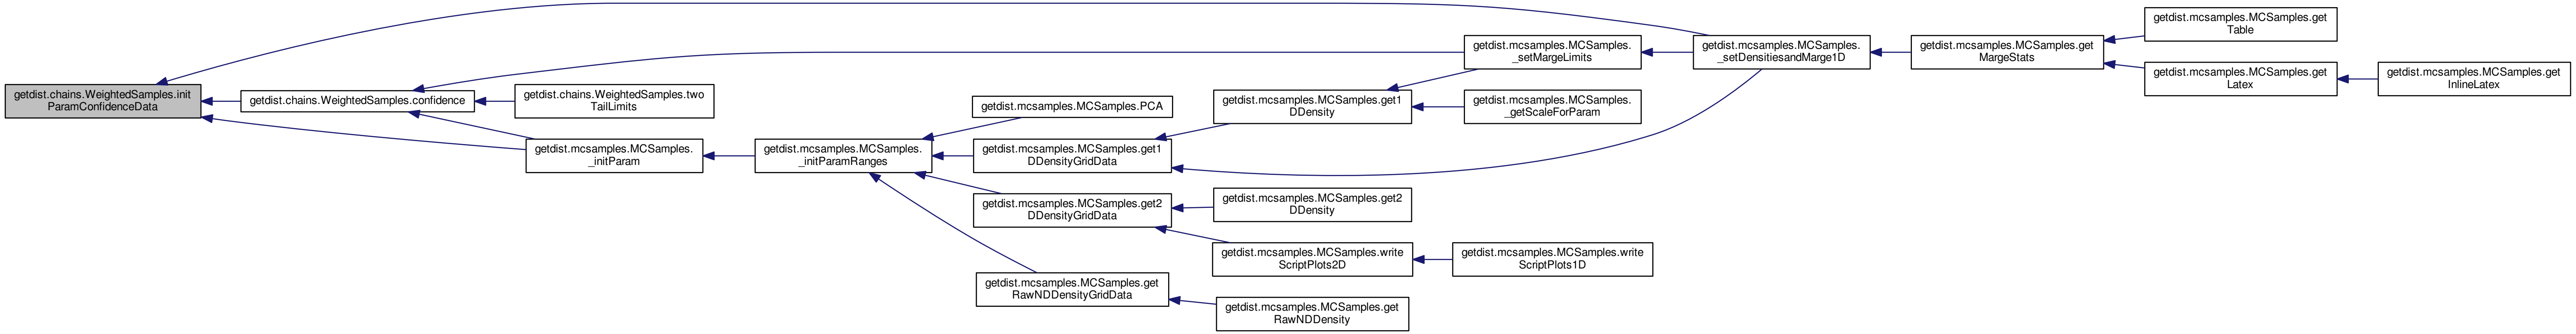 getdist.chains.WeightedSamples.init
ParamConfidenceData
getdist.chains.WeightedSamples.confidence
getdist.chains.WeightedSamples.two
TailLimits
getdist.mcsamples.MCSamples.
_initParam
getdist.mcsamples.MCSamples.
_initParamRanges
getdist.mcsamples.MCSamples.PCA
getdist.mcsamples.MCSamples.get1
DDensityGridData
getdist.mcsamples.MCSamples.get2
DDensityGridData
getdist.mcsamples.MCSamples.get
RawNDDensityGridData
getdist.mcsamples.MCSamples.get1
DDensity
getdist.mcsamples.MCSamples.get2
DDensity
getdist.mcsamples.MCSamples.write
ScriptPlots2D
getdist.mcsamples.MCSamples.get
RawNDDensity
getdist.mcsamples.MCSamples.
_setMargeLimits
getdist.mcsamples.MCSamples.
_getScaleForParam
getdist.mcsamples.MCSamples.write
ScriptPlots1D
getdist.mcsamples.MCSamples.
_setDensitiesandMarge1D
getdist.mcsamples.MCSamples.get
MargeStats
getdist.mcsamples.MCSamples.get
Table
getdist.mcsamples.MCSamples.get
Latex
getdist.mcsamples.MCSamples.get
InlineLatex